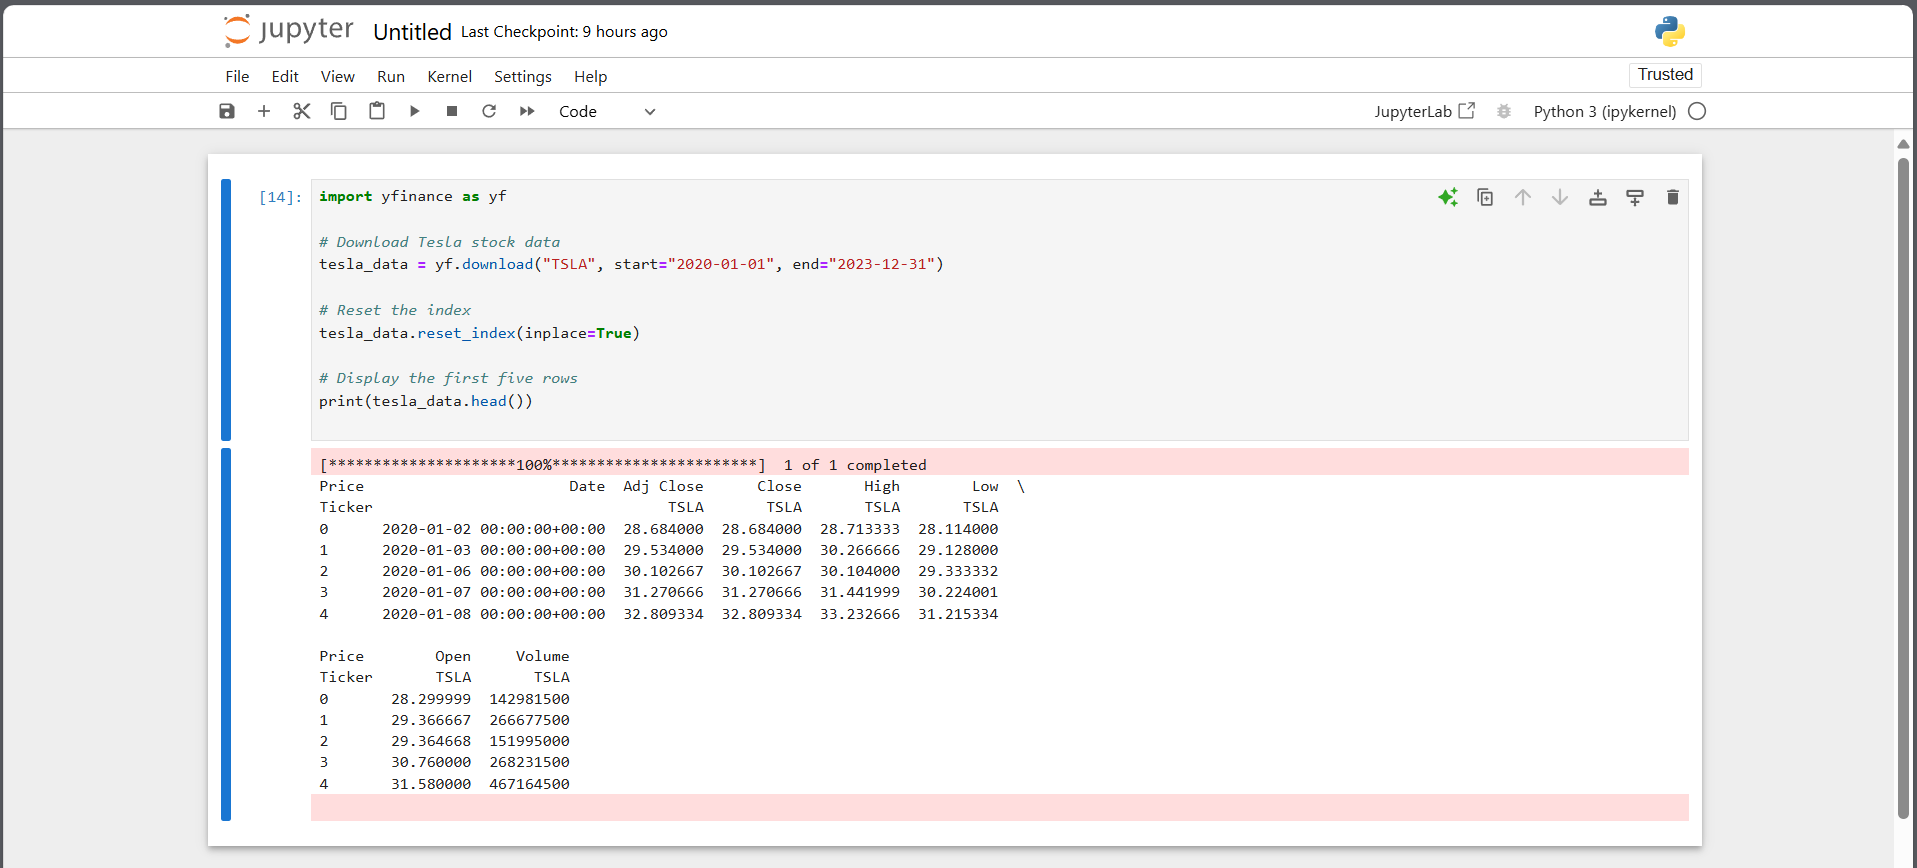 jupyter Untitled Last Checkpoint: 9 hours ago
File Edit View Run Kernel Settings Help Trusted
Code JupyterLab Python 3 (ipykernel)
[14]: import yfinance as yf
# Download Tesla stock data
tesla_data = yf.download("TSLA", start="2020-01-01", end="2023-12-31")
# Reset the index
tesla_data.reset_index(inplace=True)
# Display the first five rows
print(tesla_data.head())
[*********************100%***********************]  1 of 1 completed
Price                       Date  Adj Close      Close       High        Low  \
Ticker                                 TSLA       TSLA       TSLA       TSLA
0      2020-01-02 00:00:00+00:00  28.684000  28.684000  28.713333  28.114000
1      2020-01-03 00:00:00+00:00  29.534000  29.534000  30.266666  29.128000
2      2020-01-06 00:00:00+00:00  30.102667  30.102667  30.104000  29.333332
3      2020-01-07 00:00:00+00:00  31.270666  31.270666  31.441999  30.224001
4      2020-01-08 00:00:00+00:00  32.809334  32.809334  33.232666  31.215334
Price        Open     Volume
Ticker       TSLA       TSLA
0       28.299999  142981500
1       29.366667  266677500
2       29.364668  151995000
3       30.760000  268231500
4       31.580000  467164500